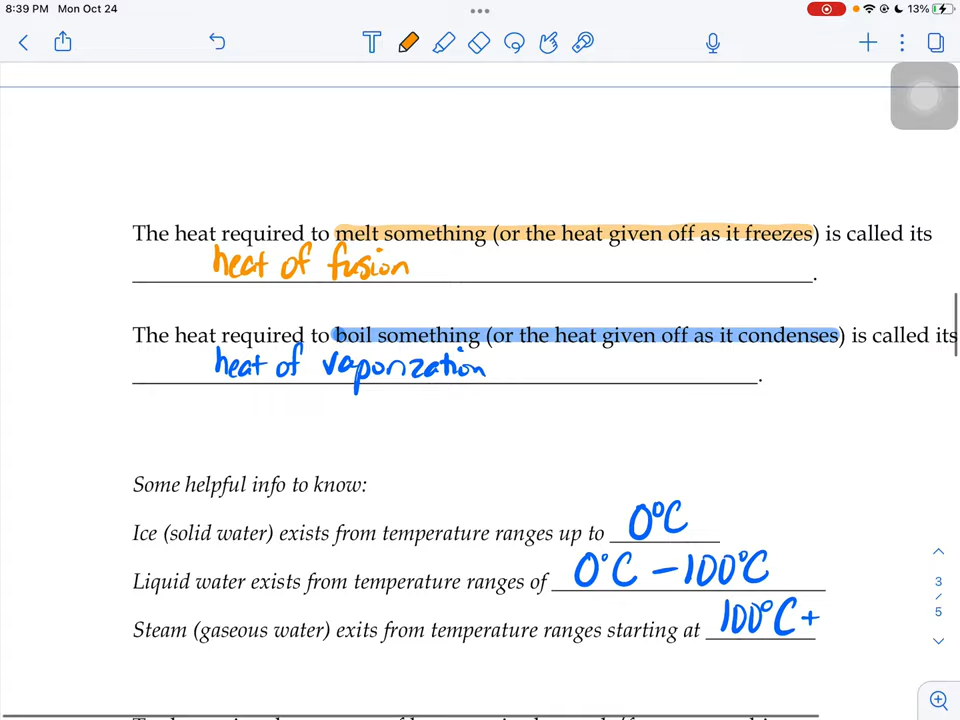 8:39 PM Mon Oct 24
13%
The heat required to melt something (or the heat given off as it freezes) is called its
heat of fusion.
The heat required to boil something (or the heat given off as it condenses) is called its
heat of vaporization.
Some helpful info to know:
Ice (solid water) exists from temperature ranges up to 0°C
Liquid water exists from temperature ranges of 0°C - 100°C
Steam (gaseous water) exits from temperature ranges starting at 100°C +
3
/
5